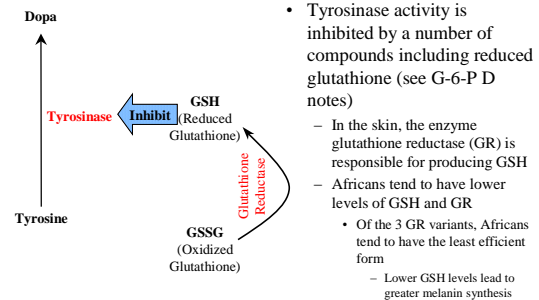 Dopa
Tyrosinase
Inhibit
GSH
(Reduced
Glutathione)
Glutathione
Reductase
Tyrosine
GSSG
(Oxidized
Glutathione)
• Tyrosinase activity is
inhibited by a number of
compounds including reduced
glutathione (see G-6-P D
notes)
– In the skin, the enzyme
glutathione reductase (GR) is
responsible for producing GSH
– Africans tend to have lower
levels of GSH and GR
• Of the 3 GR variants, Africans
tend to have the least efficient
form
– Lower GSH levels lead to
greater melanin synthesis